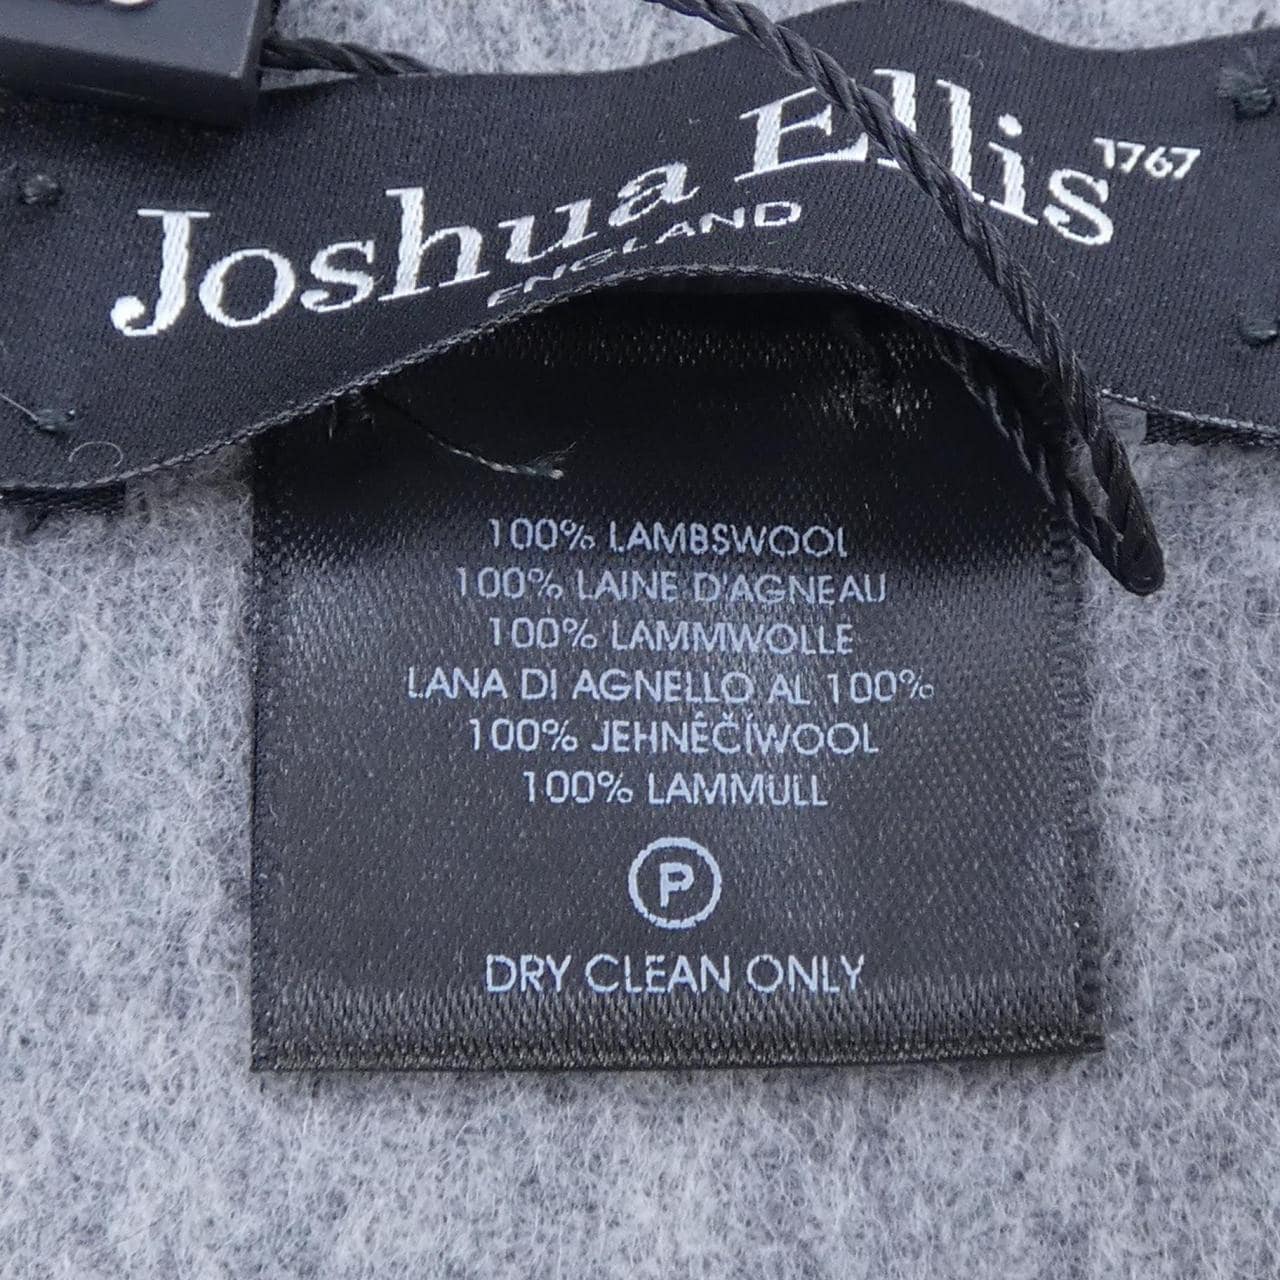 Joshua Ellis 1767
ENGLAND
100% LAMBSWOOL
100% LAINE D'AGNEAU
100% LAMMWOLLE
LANA DI AGNELLO AL 100%
100% JEHNÊČÍWOOL
100% LAMMULL
P
DRY CLEAN ONLY